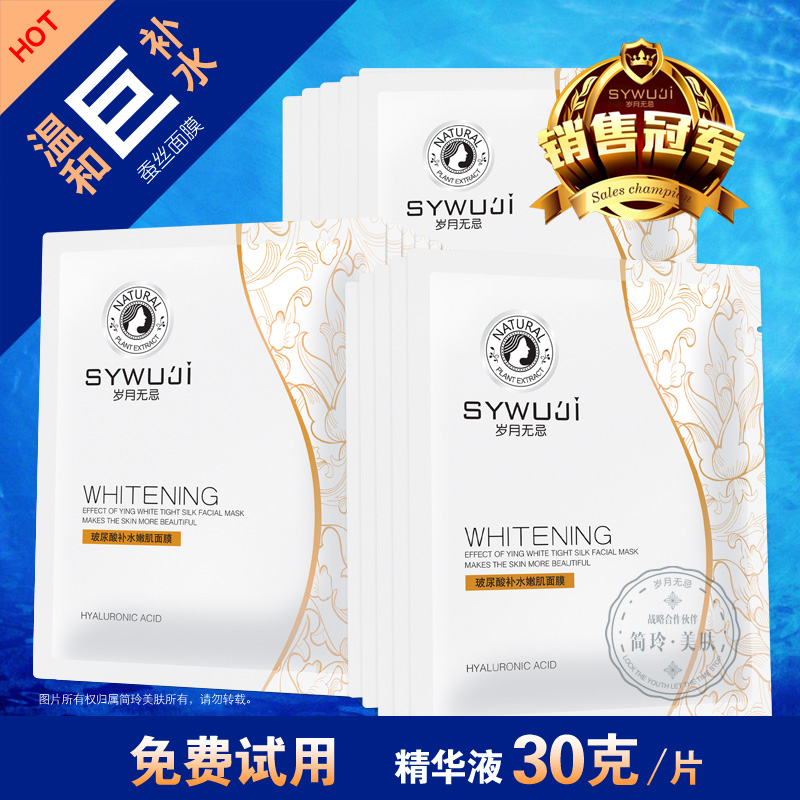 HOT
温和
巨
补水
蚕丝面膜
SYWUJI
岁月无忌
销售冠军
Sales champion
NATURAL
PLANT EXTRACT
SYWUJI
岁月无忌
NATURAL
PLANT EXTRACT
SYWUJI
岁月无忌
WHITENING
EFFECT OF YING WHITE TIGHT SILK FACIAL MASK
MAKES THE SKIN MORE BEAUTIFUL
玻尿酸补水嫩肌面膜
HYALURONIC ACID
NATURAL
PLANT EXTRACT
SYWUJI
岁月无忌
WHITENING
EFFECT OF YING WHITE TIGHT SILK FACIAL MASK
MAKES THE SKIN MORE BEAUTIFUL
玻尿酸补水嫩肌面膜
HYALURONIC ACID
岁月无忌
战略合作伙伴
简玲·美肤
LOCK THE YOUTH LET THE TIME STOP
图片所有权归属简玲美肤所有，请勿转载。
免费试用 精华液30克/片